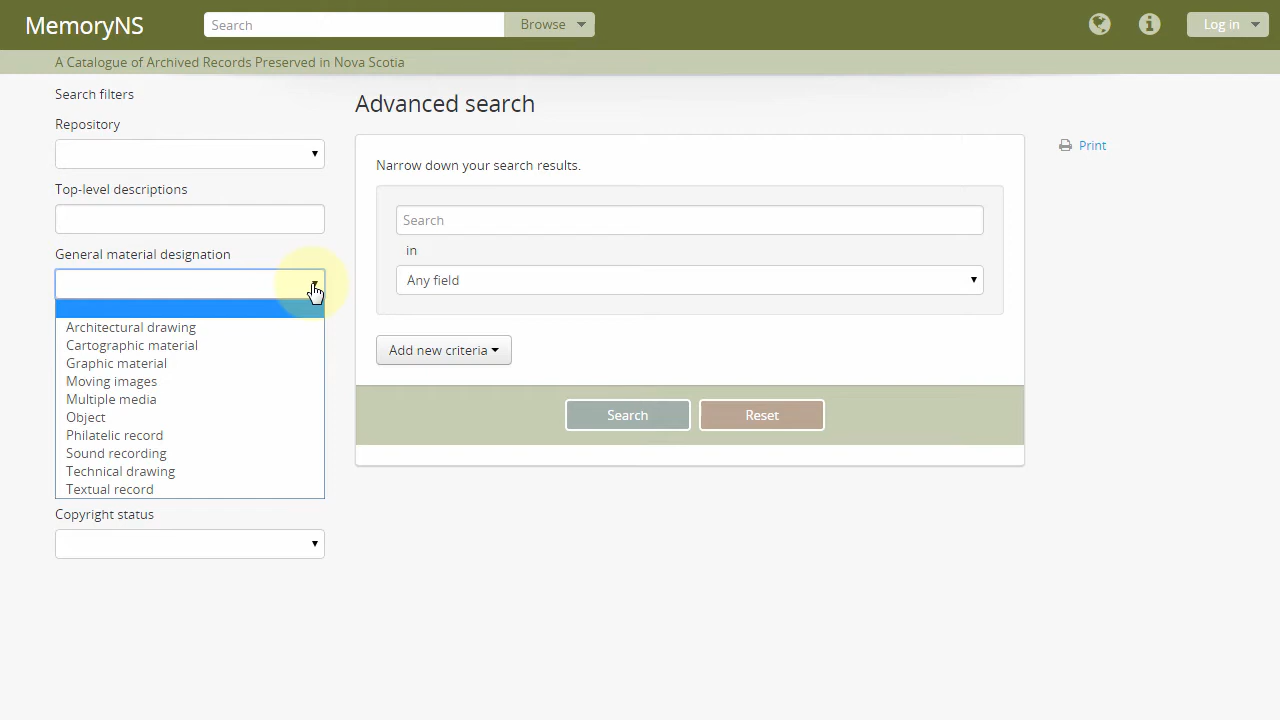 MemoryNS
Search
Browse
Log in
A Catalogue of Archived Records Preserved in Nova Scotia
Search filters
Repository
Top-level descriptions
General material designation
Architectural drawing
Cartographic material
Graphic material
Moving images
Multiple media
Object
Philatelic record
Sound recording
Technical drawing
Textual record
Copyright status
Advanced search
Narrow down your search results.
Search
in
Any field
Add new criteria
Search
Reset
Print